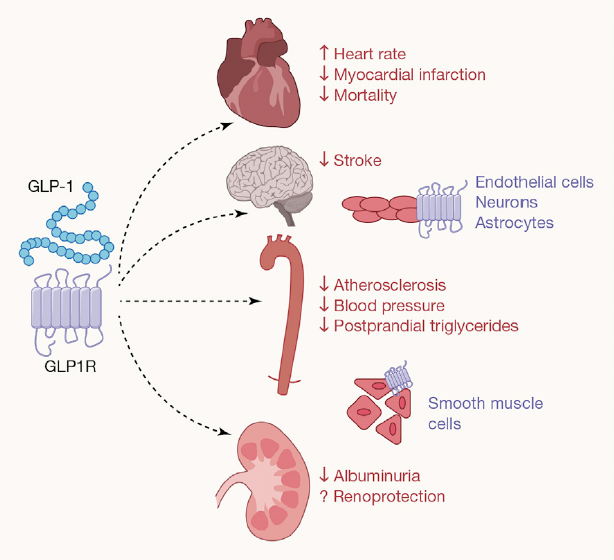 ↑ Heart rate
↓ Myocardial infarction
↓ Mortality
↓ Stroke
GLP-1
Endothelial cells
Neurons
Astrocytes
↓ Atherosclerosis
↓ Blood pressure
↓ Postprandial triglycerides
GLP1R
Smooth muscle
cells
↓ Albuminuria
? Renoprotection